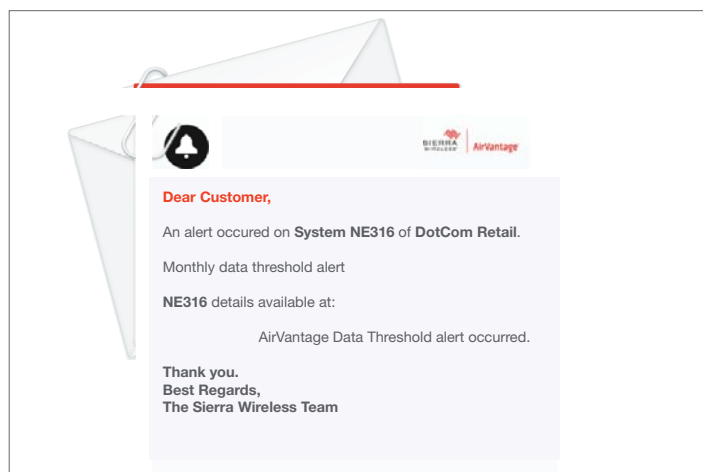 SIERRA
WIRELESS
AirVantage
Dear Customer,
An alert occured on System NE316 of DotCom Retail.
Monthly data threshold alert
NE316 details available at:
AirVantage Data Threshold alert occurred.
Thank you.
Best Regards,
The Sierra Wireless Team